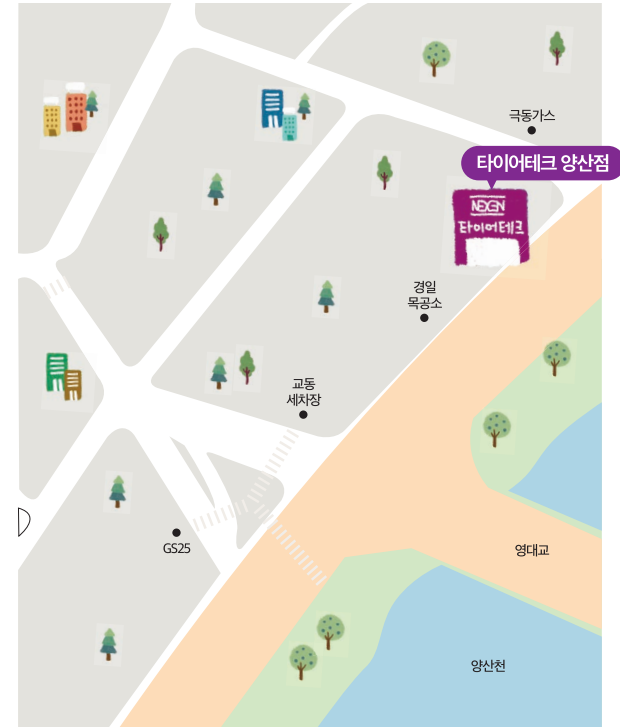 극동가스
타이어테크 양산점
NEXEN
타이어테크
경일
목공소
교동
세차장
GS25
영대교
양산천